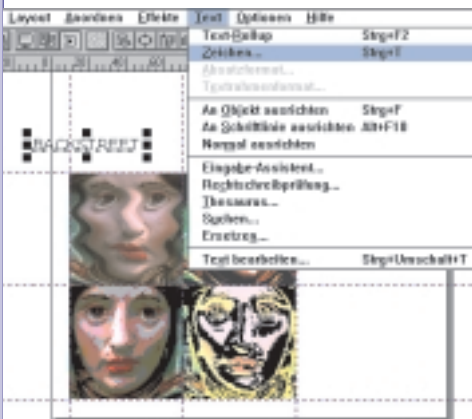 Layout Anordnen Effekte Text Optionen Hilfe
Text-Rollup Strg+F2
Zeichen... Strg+T
Absatzformat...
Textrahmenformat...
An Objekt ausrichten Strg+F
An Schriftlinie ausrichten Alt+F10
Normal ausrichten
Eingabe-Assistent...
Rechtschreibprüfung...
Thesaurus...
Suchen...
Ersetzen...
Text bearbeiten... Strg+Umschalt+T
BACKSTREET